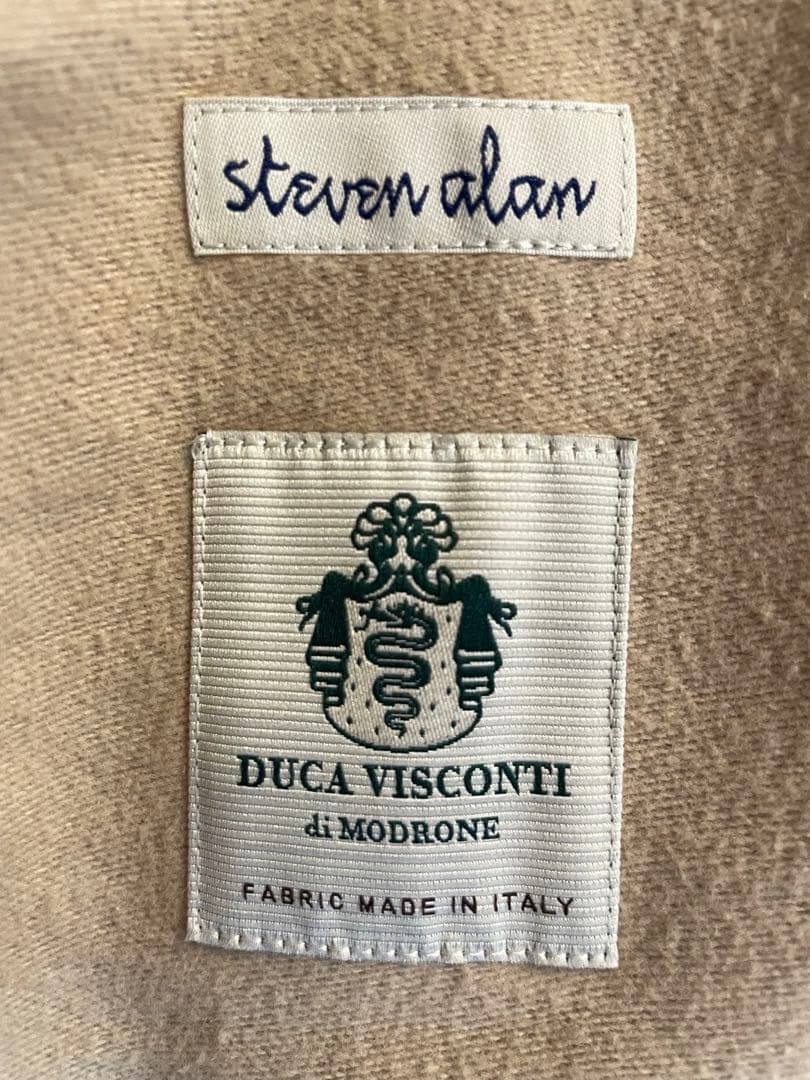 steven alan
DUCA VISCONTI
di MODRONE
FABRIC MADE IN ITALY